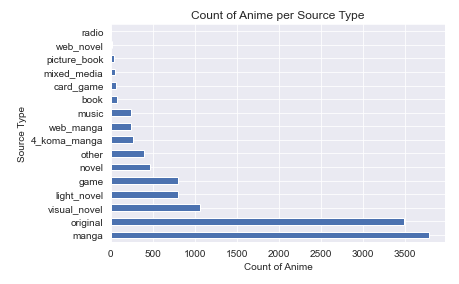 Count of Anime per Source Type
Source Type
radio
web_novel
picture_book
mixed_media
card_game
book
music
web_manga
4_koma_manga
other
novel
game
light_novel
visual_novel
original
manga
0 500 1000 1500 2000 2500 3000 3500
Count of Anime